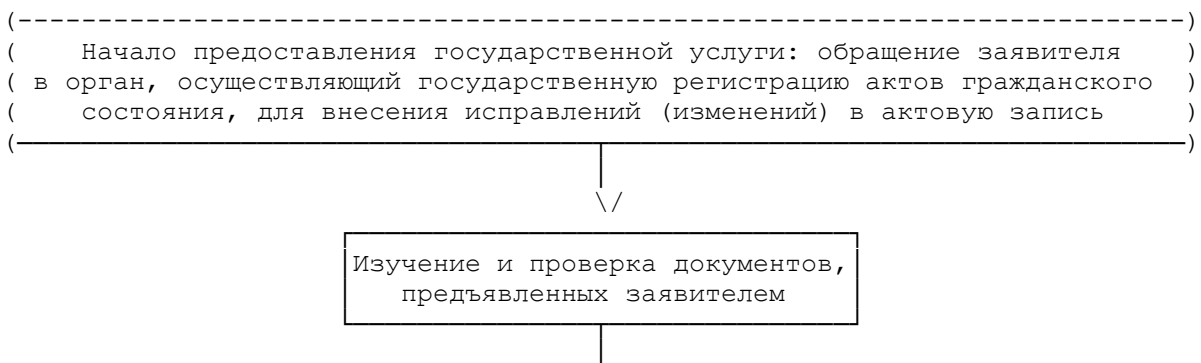 Начало предоставления государственной услуги: обращение заявителя
в орган, осуществляющий государственную регистрацию актов гражданского
состояния, для внесения исправлений (изменений) в актовую запись
Изучение и проверка документов,
предъявленных заявителем